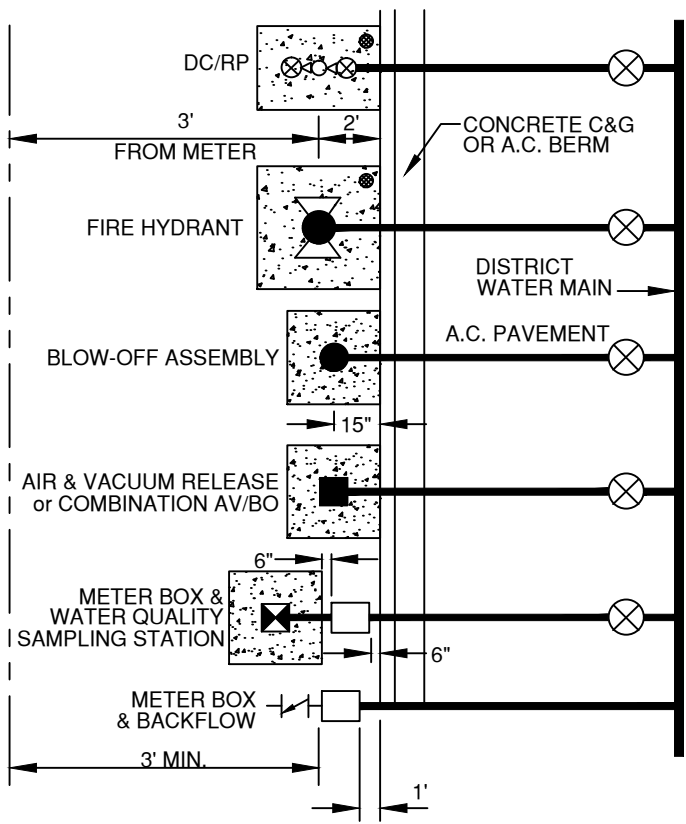 DC/RP
3'
2'
FROM METER
CONCRETE C&G
OR A.C. BERM
FIRE HYDRANT
DISTRICT
WATER MAIN
A.C. PAVEMENT
BLOW-OFF ASSEMBLY
15"
AIR & VACUUM RELEASE
or COMBINATION AV/BO
6"
METER BOX &
WATER QUALITY
SAMPLING STATION
6"
METER BOX
& BACKFLOW
3' MIN.
1'